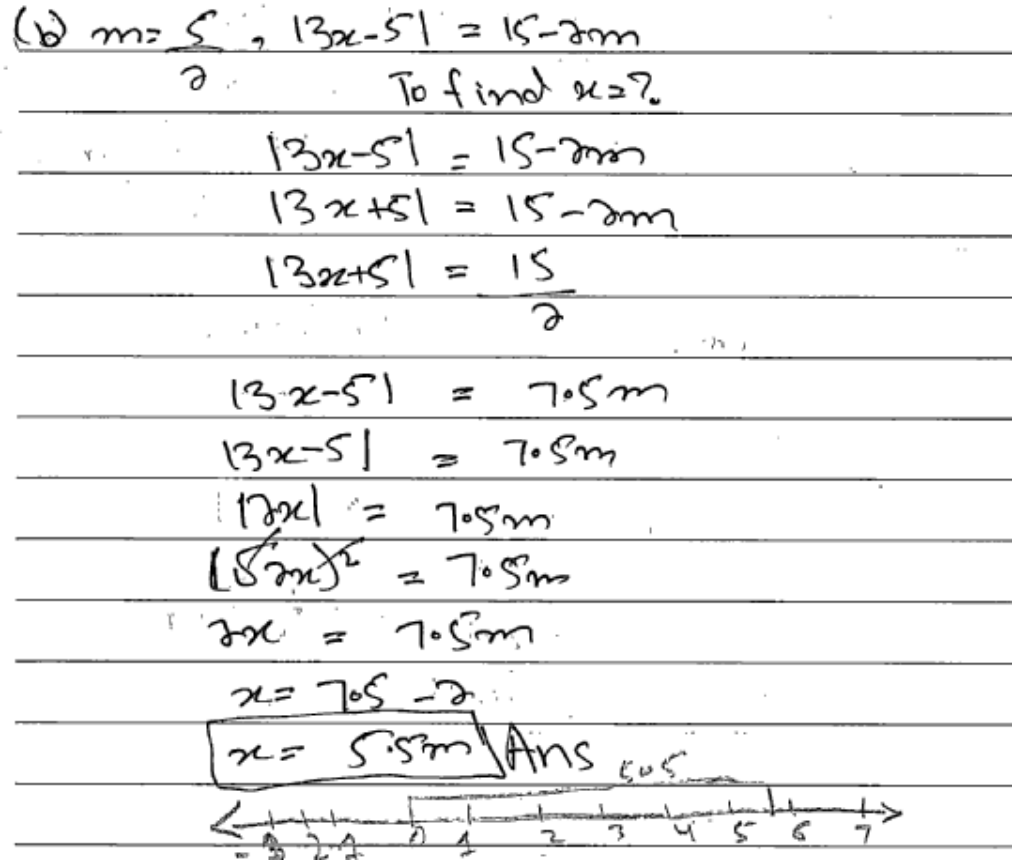 (b) m = 5/2 , |3x-5| = 15-2m
To find x=?
|3x-5| = 15-2m
|3x+5| = 15-2m
|3x+5| = 15/2
|3x-5| = 7.5m
|3x-5| = 7.5m
|2x| = 7.5m
(√2x)² = 7.5m
2x = 7.5m
x = 7.5 - 2
x = 5.5m Ans
5.5
0 1 2 3 4 5 6 7